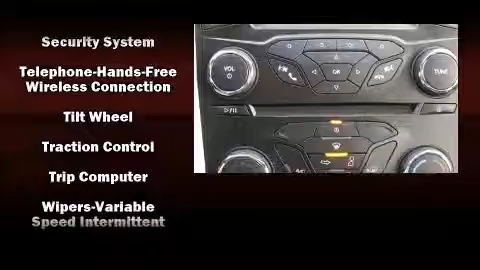 Security System
Telephone-Hands-Free
Wireless Connection
Tilt Wheel
Traction Control
Trip Computer
Wipers-Variable
Speed Intermittent
VOL
OK
TUNE